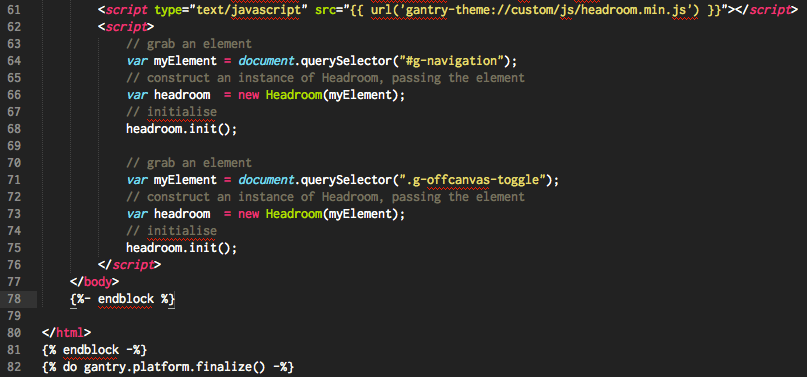 61 <script type="text/javascript" src="{{ url('gantry-theme://custom/js/headroom.min.js') }}"></script>
62 <script>
63 // grab an element
64 var myElement = document.querySelector("#g-navigation");
65 // construct an instance of Headroom, passing the element
66 var headroom  = new Headroom(myElement);
67 // initialise
68 headroom.init();
69
70 // grab an element
71 var myElement = document.querySelector(".g-offcanvas-toggle");
72 // construct an instance of Headroom, passing the element
73 var headroom  = new Headroom(myElement);
74 // initialise
75 headroom.init();
76 </script>
77 </body>
78 {%- endblock %}
79
80 </html>
81 {% endblock -%}
82 {% do gantry.platform.finalize() -%}